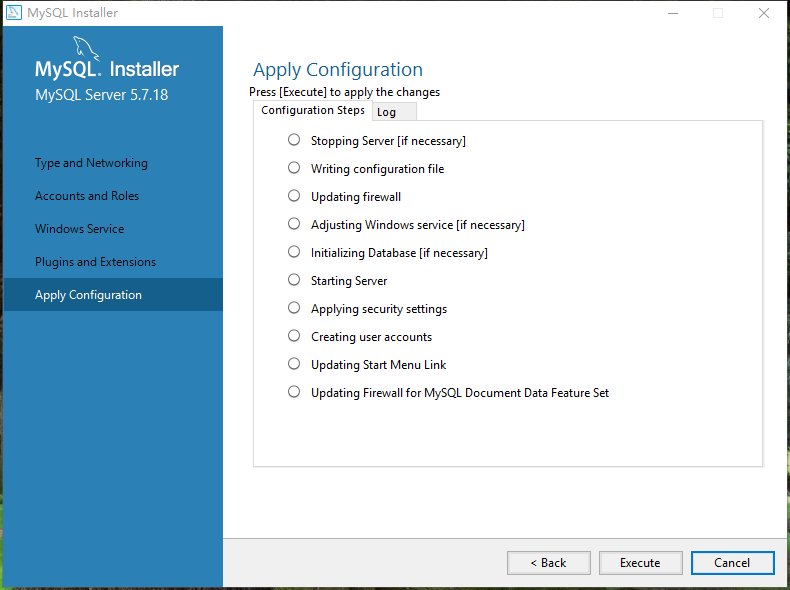 MySQL Installer
MySQL. Installer
MySQL Server 5.7.18
Type and Networking
Accounts and Roles
Windows Service
Plugins and Extensions
Apply Configuration
Apply Configuration
Press [Execute] to apply the changes
Configuration Steps Log
Stopping Server [if necessary]
Writing configuration file
Updating firewall
Adjusting Windows service [if necessary]
Initializing Database [if necessary]
Starting Server
Applying security settings
Creating user accounts
Updating Start Menu Link
Updating Firewall for MySQL Document Data Feature Set
< Back Execute Cancel